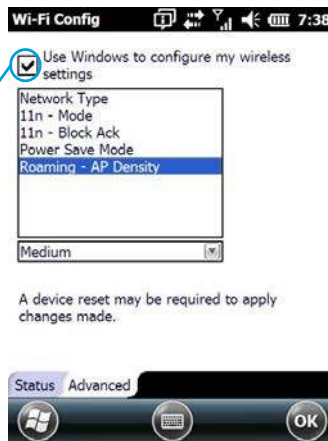 Wi-Fi Config 7:38
Use Windows to configure my wireless
settings
Network Type
11n - Mode
11n - Block Ack
Power Save Mode
Roaming - AP Density
Medium
A device reset may be required to apply
changes made.
Status Advanced
OK